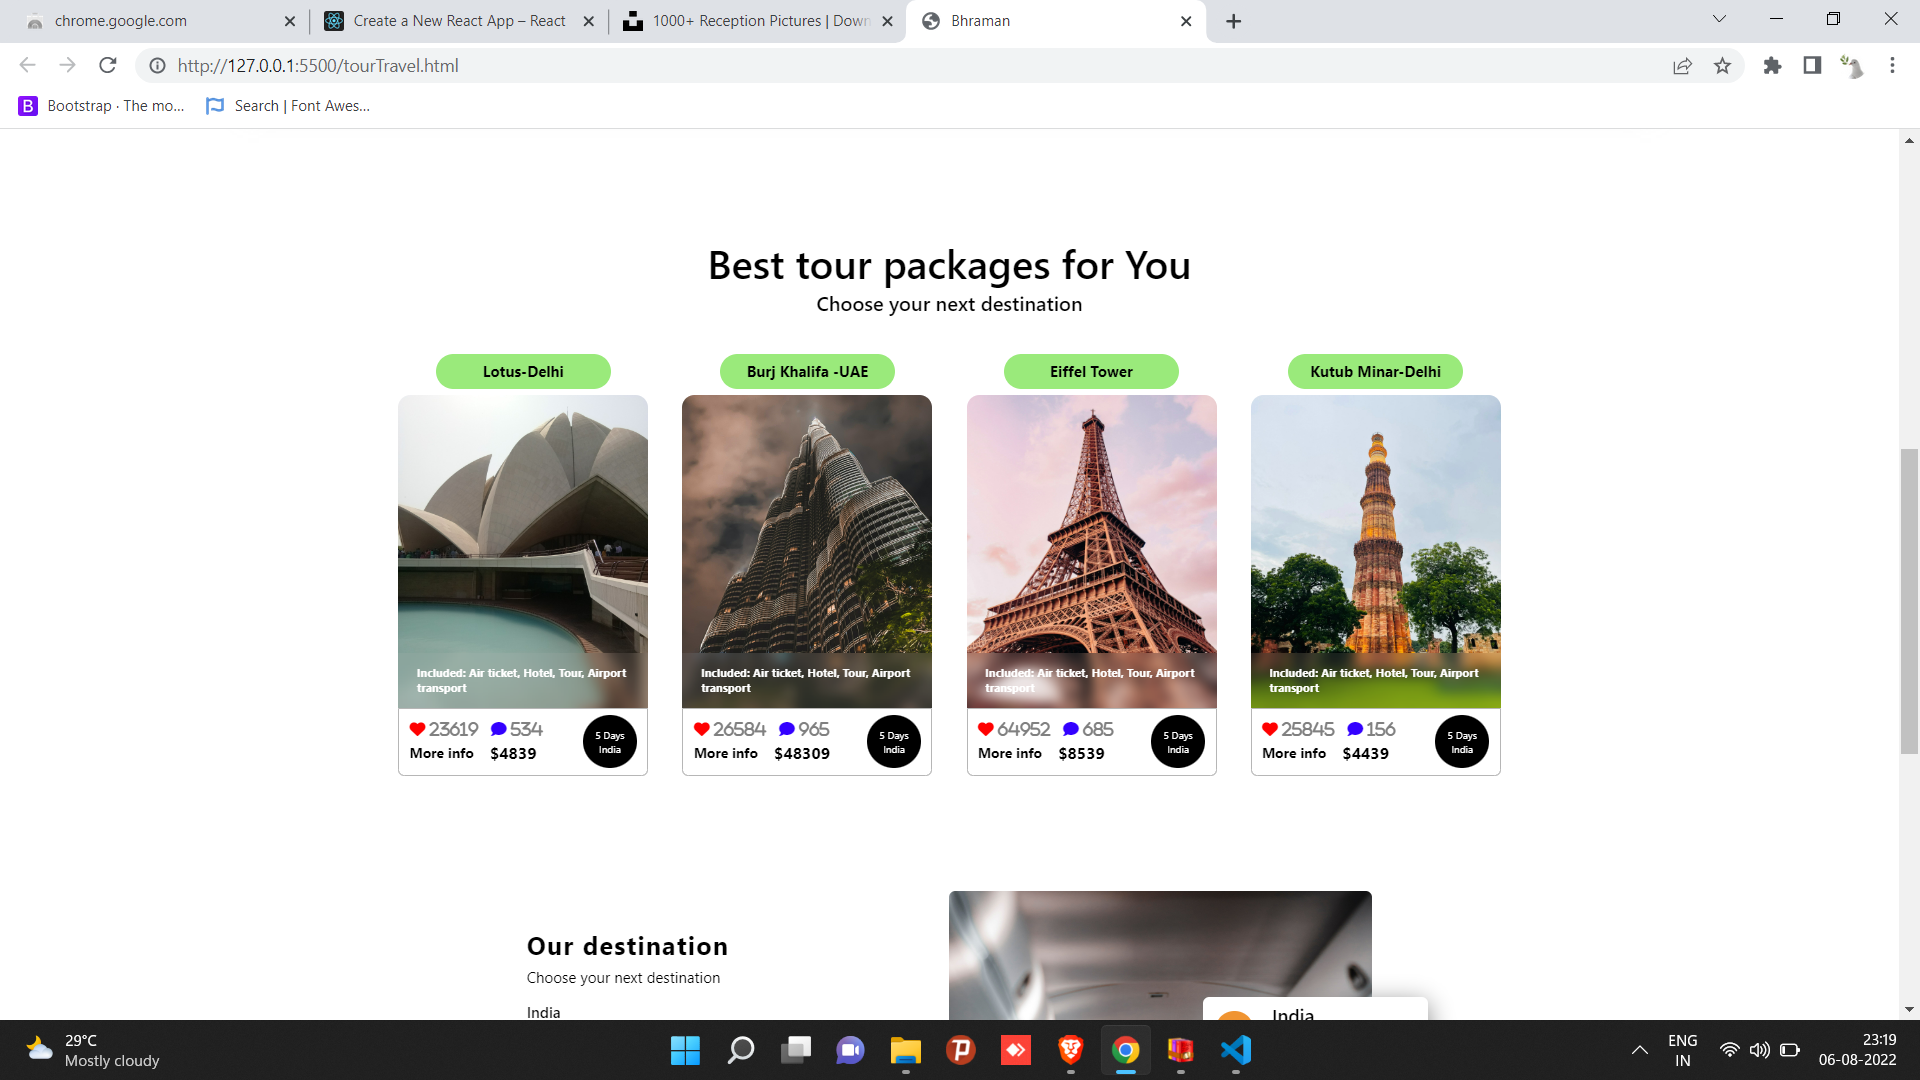 chrome.google.com
Create a New React App – React
1000+ Reception Pictures | Down
Bhraman
http://127.0.0.1:5500/tourTravel.html
Bootstrap · The mo...
Search | Font Awes...
Best tour packages for You
Choose your next destination
Lotus-Delhi
Burj Khalifa -UAE
Eiffel Tower
Kutub Minar-Delhi
Included: Air ticket, Hotel, Tour, Airport
transport
Included: Air ticket, Hotel, Tour, Airport
transport
Included: Air ticket, Hotel, Tour, Airport
transport
Included: Air ticket, Hotel, Tour, Airport
transport
23619 534
More info $4839
5 Days
India
26584 965
More info $48309
5 Days
India
64952 685
More info $8539
5 Days
India
25845 156
More info $4439
5 Days
India
Our destination
Choose your next destination
India
India
29°C
Mostly cloudy
ENG
IN
23:19
06-08-2022